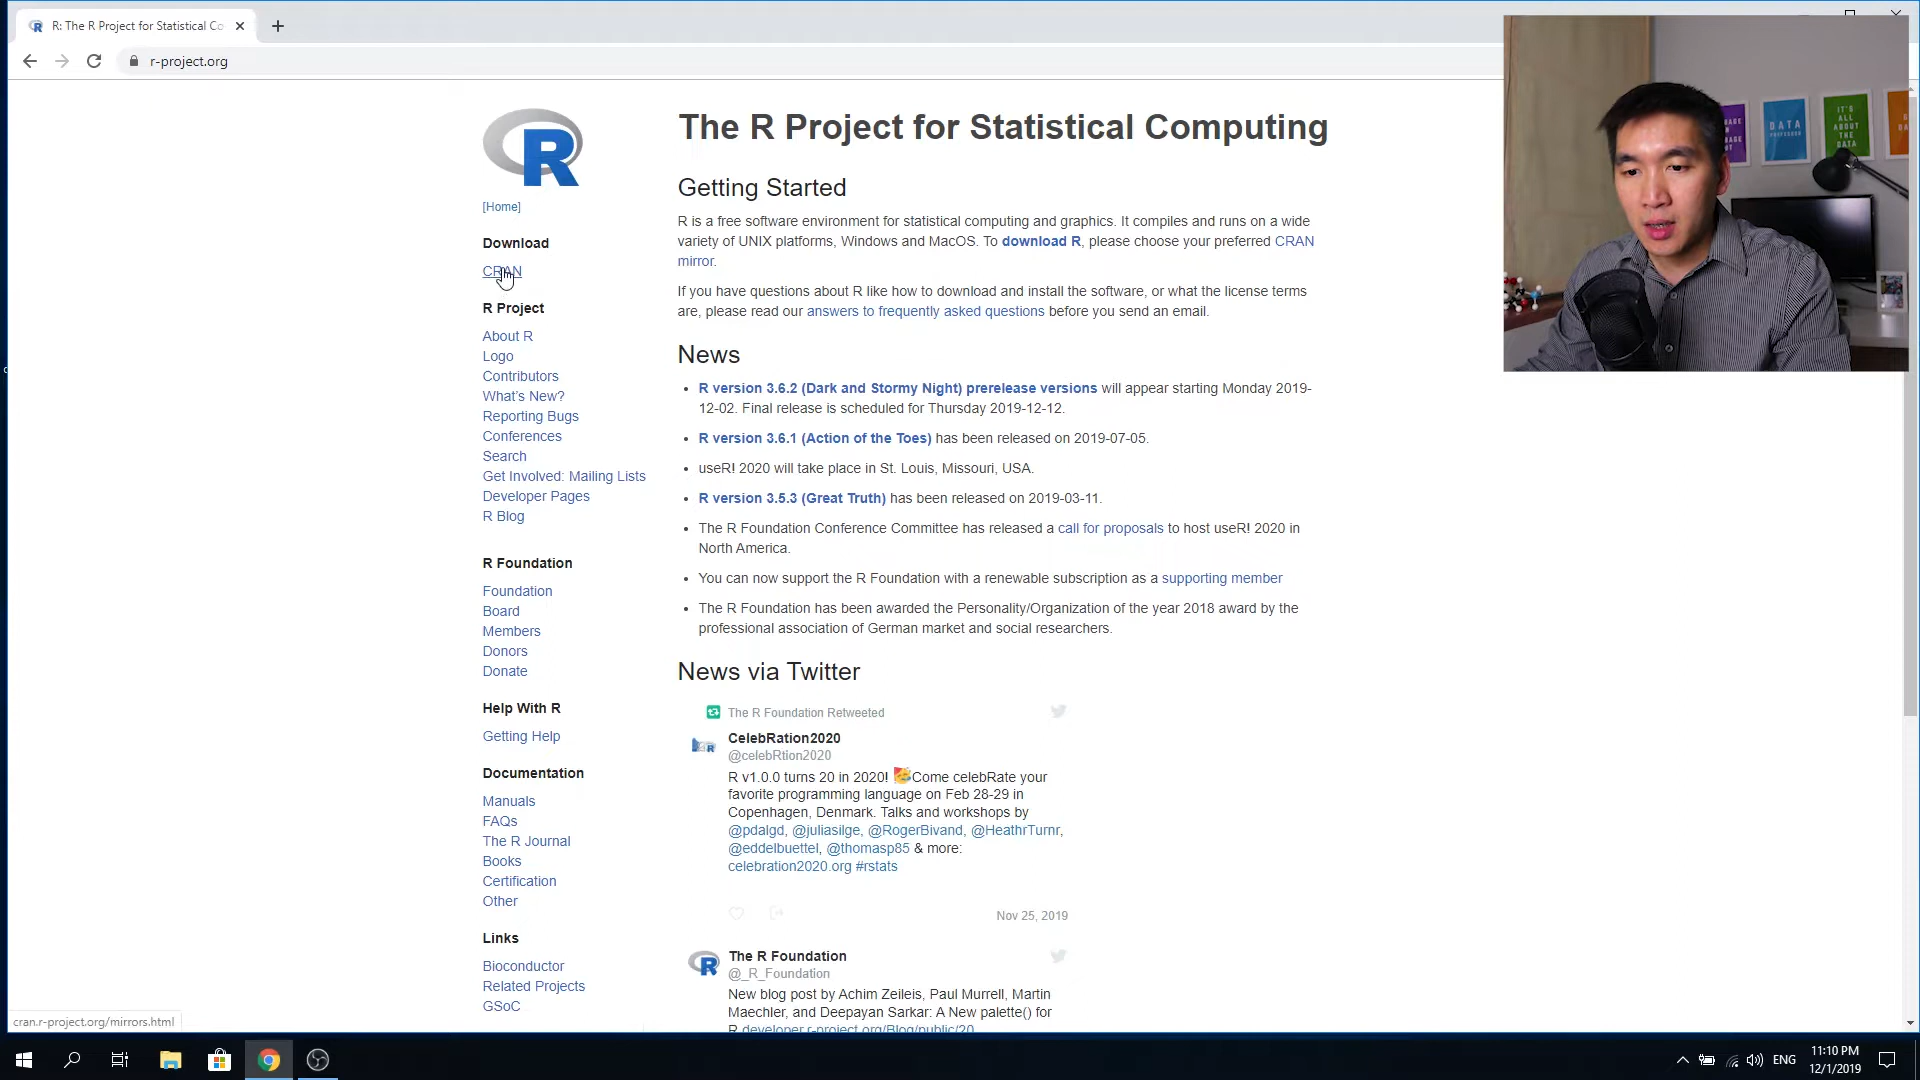 R: The R Project for Statistical Co
r-project.org
The R Project for Statistical Computing
[Home]
Download
CRAN
R Project
About R
Logo
Contributors
What's New?
Reporting Bugs
Conferences
Search
Get Involved: Mailing Lists
Developer Pages
R Blog
R Foundation
Foundation
Board
Members
Donors
Donate
Help With R
Getting Help
Documentation
Manuals
FAQs
The R Journal
Books
Certification
Other
Links
Bioconductor
Related Projects
GSoC
Getting Started
R is a free software environment for statistical computing and graphics. It compiles and runs on a wide
variety of UNIX platforms, Windows and MacOS. To download R, please choose your preferred CRAN
mirror.
If you have questions about R like how to download and install the software, or what the license terms
are, please read our answers to frequently asked questions before you send an email.
News
• R version 3.6.2 (Dark and Stormy Night) prerelease versions will appear starting Monday 2019-
12-02. Final release is scheduled for Thursday 2019-12-12.
• R version 3.6.1 (Action of the Toes) has been released on 2019-07-05.
• useR! 2020 will take place in St. Louis, Missouri, USA.
• R version 3.5.3 (Great Truth) has been released on 2019-03-11.
• The R Foundation Conference Committee has released a call for proposals to host useR! 2020 in
North America.
• You can now support the R Foundation with a renewable subscription as a supporting member
• The R Foundation has been awarded the Personality/Organization of the year 2018 award by the
professional association of German market and social researchers.
News via Twitter
The R Foundation Retweeted
CelebRation2020
@celebRtion2020
R v1.0.0 turns 20 in 2020! 🥳Come celebRate your
favorite programming language on Feb 28-29 in
Copenhagen, Denmark. Talks and workshops by
@pdalgd, @juliasilge, @RogerBivand, @HeathrTurnr,
@eddelbuettel, @thomasp85 & more:
celebration2020.org #rstats
Nov 25, 2019
The R Foundation
@_R_Foundation
New blog post by Achim Zeileis, Paul Murrell, Martin
Maechler, and Deepayan Sarkar: A New palette() for
R developer.r-project.org/Blog/public/20
DATA
PROFESSOR
IT'S
ALL
ABOUT
THE
DATA
cran.r-project.org/mirrors.html
ENG
11:10 PM
12/1/2019